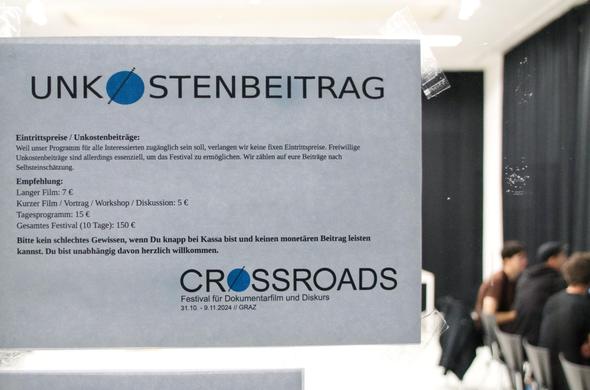 UNKØSTENBEITRAG
Eintrittspreise / Unkostenbeiträge:
Weil unser Programm für alle Interessierten zugänglich sein soll, verlangen wir keine fixen Eintrittspreise. Freiwillige
Unkostenbeiträge sind allerdings essenziell, um das Festival zu ermöglichen. Wir zählen auf eure Beiträge nach
Selbsteinschätzung.
Empfehlung:
Langer Film: 7 €
Kurzer Film / Vortrag / Workshop / Diskussion: 5 €
Tagesprogramm: 15 €
Gesamtes Festival (10 Tage): 150 €
Bitte kein schlechtes Gewissen, wenn Du knapp bei Kassa bist und keinen monetären Beitrag leisten
kannst. Du bist unabhängig davon herzlich willkommen.
CRØSSROADS
Festival für Dokumentarfilm und Diskurs
31.10. - 9.11.2024 // GRAZ